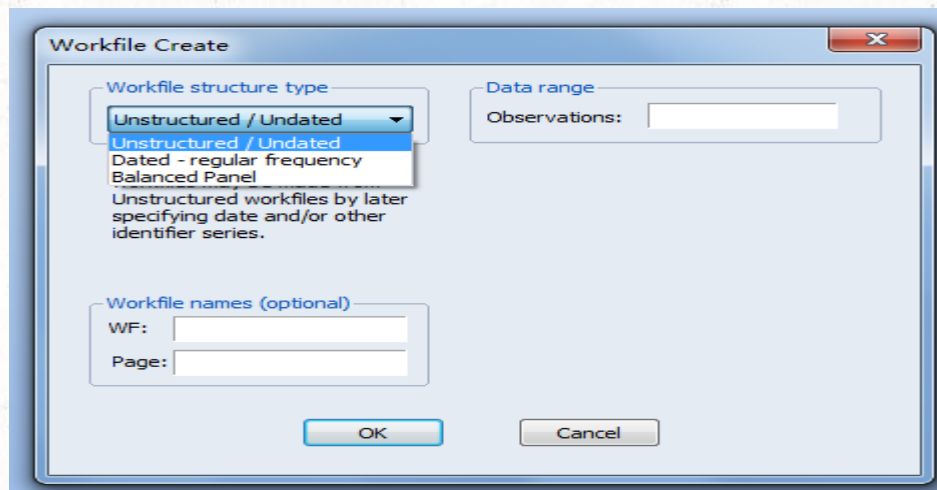 Workfile Create
Workfile structure type
Unstructured / Undated
Unstructured / Undated
Dated - regular frequency
Balanced Panel
Unstructured workfiles by later
specifying date and/or other
identifier series.
Data range
Observations:
Workfile names (optional)
WF:
Page:
OK
Cancel